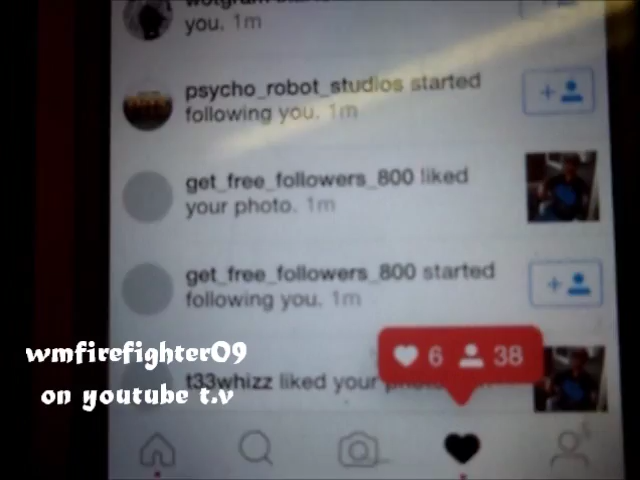 you. 1m
psycho_robot_studios started
following you. 1m
get_free_followers_800 liked
your photo. 1m
get_free_followers_800 started
following you. 1m
6 38
t33whizz liked your
wmfirefighter09
on youtube t.v